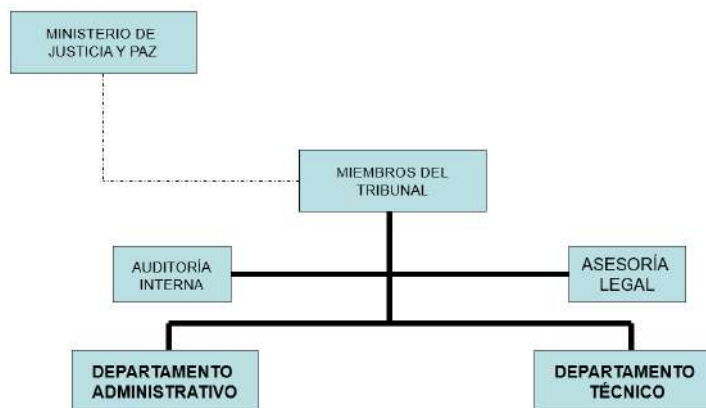 MINISTERIO DE
JUSTICIA Y PAZ
MIEMBROS DEL
TRIBUNAL
AUDITORÍA
INTERNA
ASESORÍA
LEGAL
DEPARTAMENTO
ADMINISTRATIVO
DEPARTAMENTO
TÉCNICO